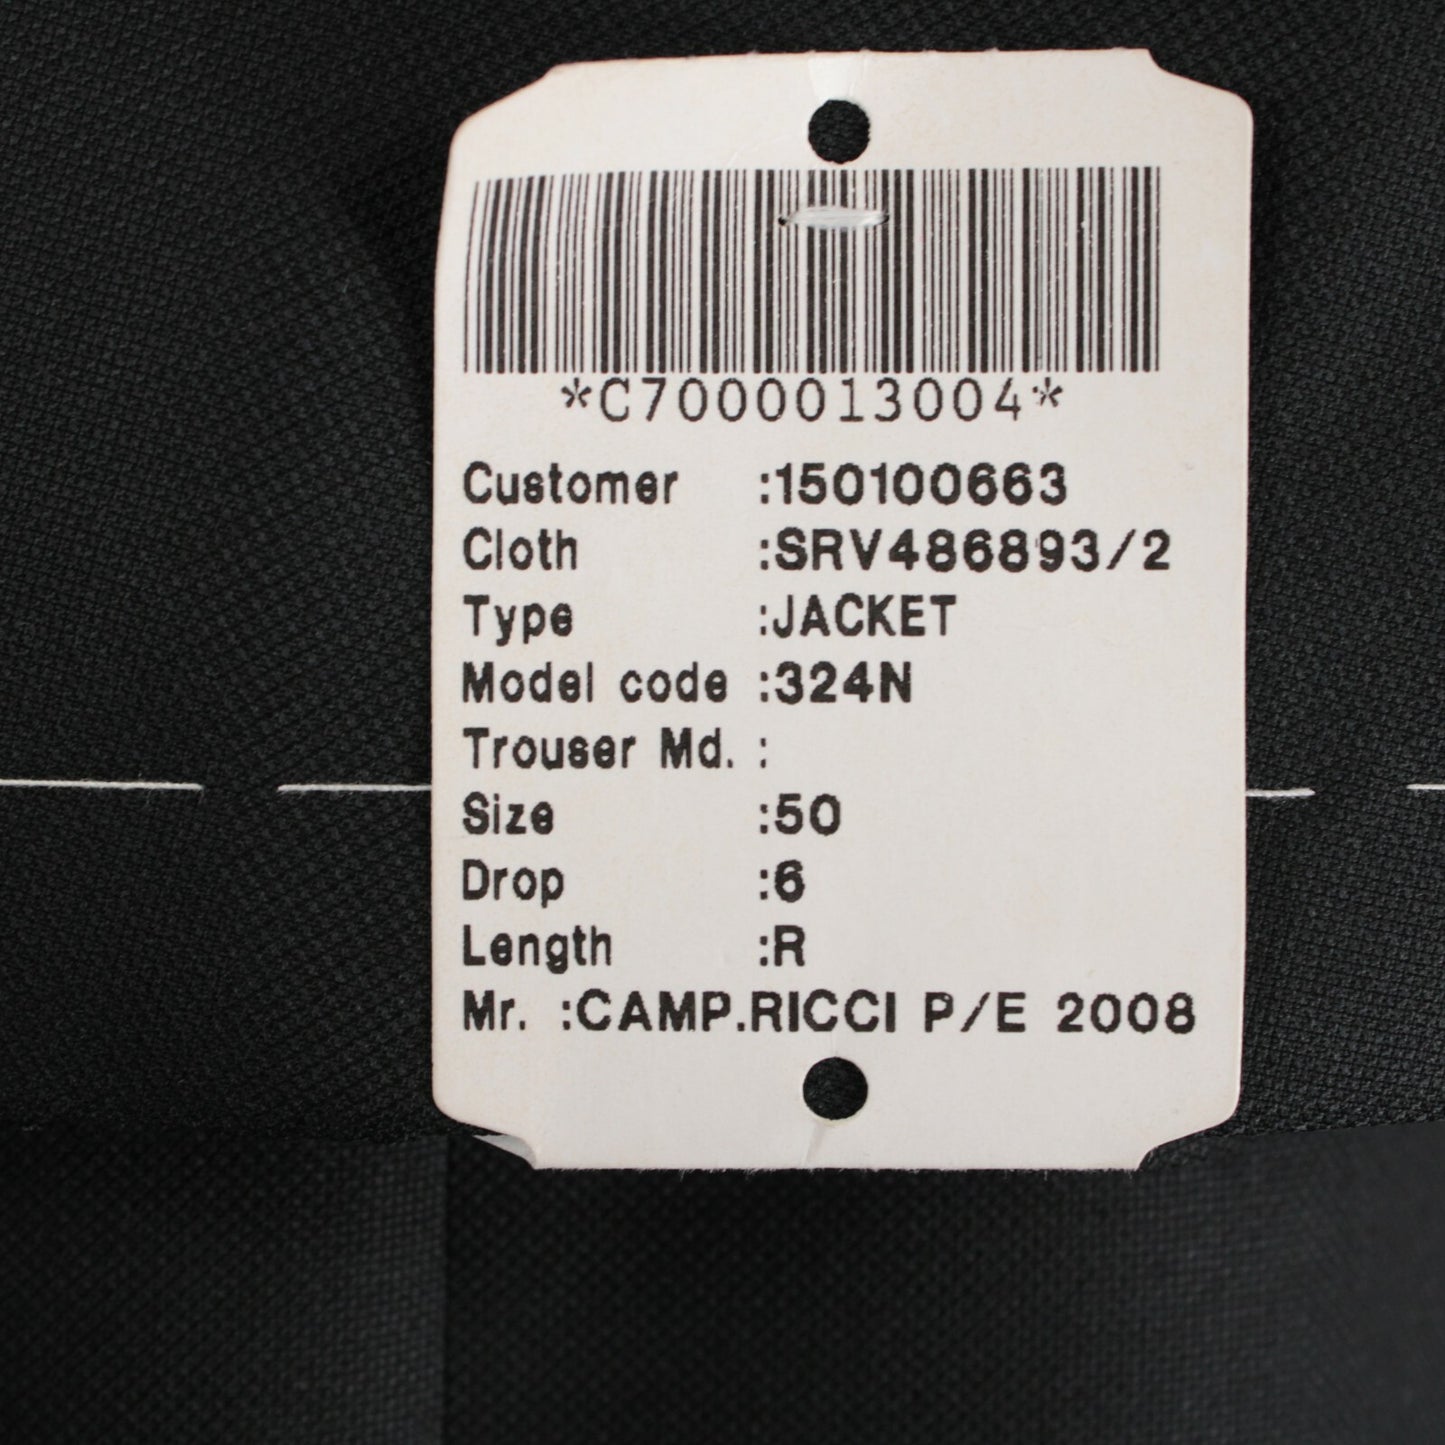 *C7000013004*
Customer :150100663
Cloth :SRV486893/2
Type :JACKET
Model code :324N
Trouser Md. :
Size :50
Drop :6
Length :R
Mr. :CAMP.RICCI P/E 2008